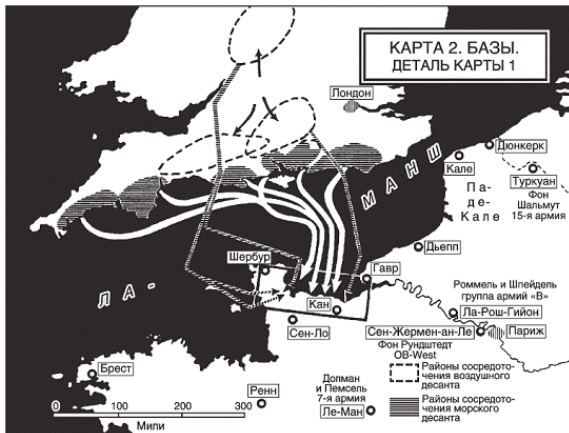 КАРТА 2. БАЗЫ.
ДЕТАЛЬ КАРТЫ 1
Лондон
Дюнкерк
Кале
Туркуан
Фон
Шальмут
15-я армия
Па-
де-
Кале
ЛА-
МАНШ
Дьепп
Шербур
Гавр
Кан
Сен-Ло
Роммель и Шпейдель
группа армий «В»
Ла-Рош-Гийон
Сен-Жермен-ан-Ле
Париж
Фон Рундштедт
OB-West
Брест
Ренн
Долман
и Пемсель
7-я армия
Ле-Ман
Районы сосредото-
чения воздушного
десанта
Районы сосредото-
чения морского
десанта
0 100 200 300
Мили